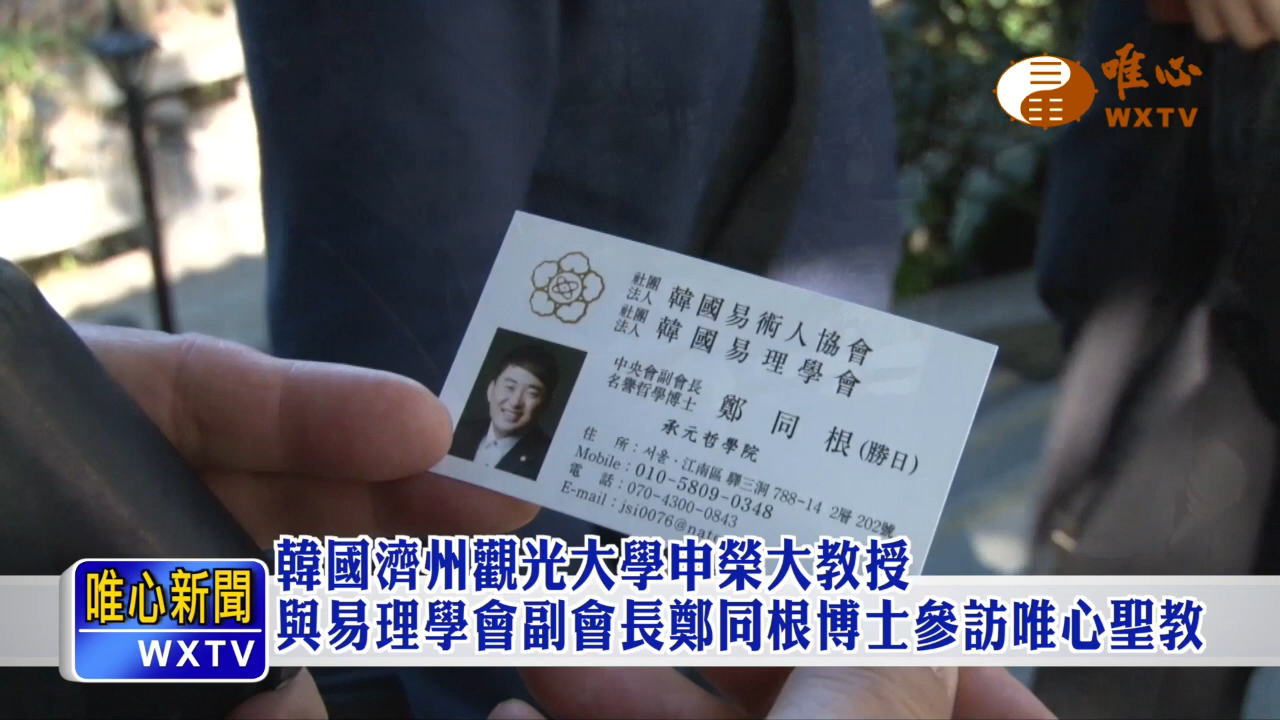 唯心
WXTV
社團法人 韓國易術人協會
社團法人 韓國易理學會
中央會副會長
名譽哲學博士 鄭同根(勝日)
承元哲學院
住 所:서울·江南區 驛三洞 788-14 2層 202號
Mobile:010-5809-0348
電 話:070-4300-0843
E-mail:jsi0076@nate
韓國濟州觀光大學申榮大教授
與易理學會副會長鄭同根博士參訪唯心聖教
唯心新聞
WXTV